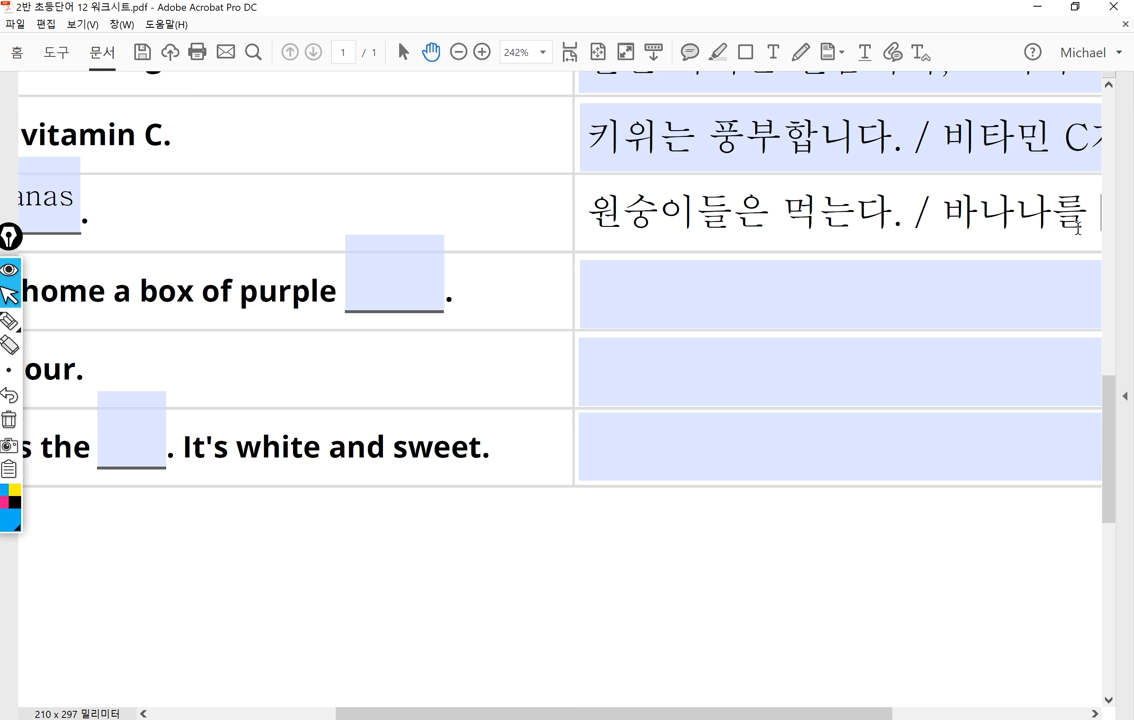 2반 초등단어 12 워크시트.pdf - Adobe Acrobat Pro DC
파일 편집 보기(V) 창(W) 도움말(H)
홈 도구 문서 1 / 1 242% Michael
vitamin C. 키위는 풍부합니다. / 비타민 C
anas . 원숭이들은 먹는다. / 바나나를
home a box of purple .
our.
s the . It's white and sweet.
210 x 297 밀리미터